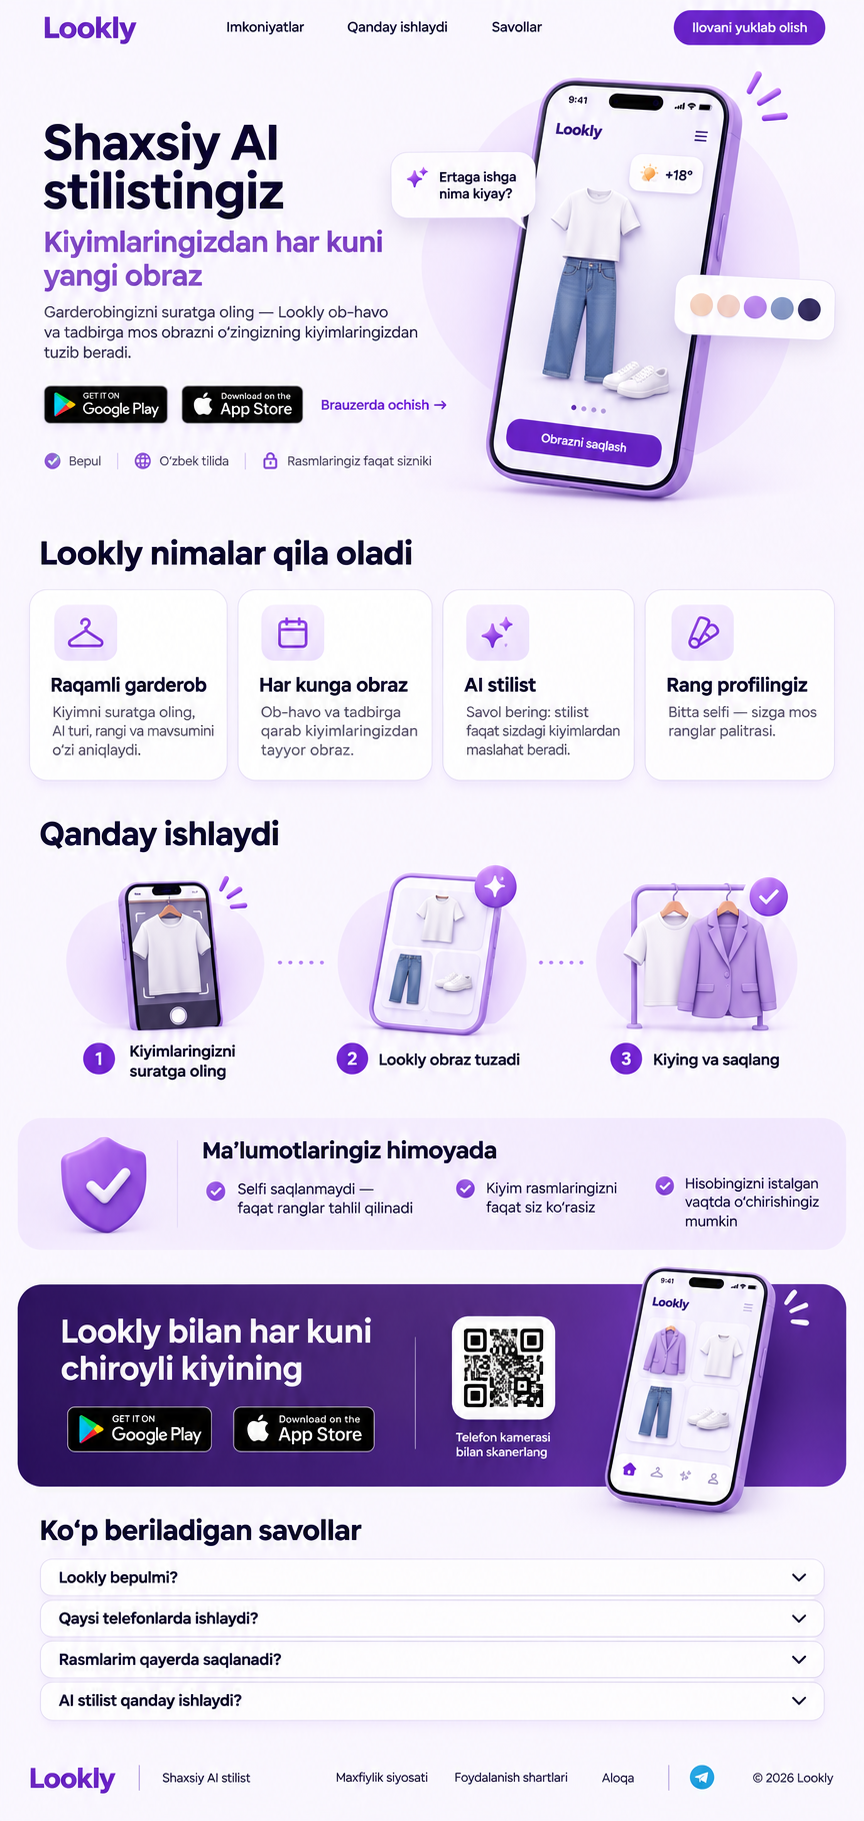 Lookly
Imkoniyatlar
Qanday ishlaydi
Savollar
Ilovani yuklab olish
Shaxsiy AI
stilistingiz
Kiyimlaringizdan har kuni
yangi obraz
Garderobingizni suratga oling — Lookly ob-havo
va tadbirga mos obrazni o‘zingizning kiyimlaringizdan
tuzib beradi.
GET IT ON
Google Play
Download on the
App Store
Brauzerda ochish →
Bepul
O‘zbek tilida
Rasmlaringiz faqat sizniki
9:41
Lookly
Ertaga ishga
nima kiyay?
+18°
Obrazni saqlash
Lookly nimalar qila oladi
Raqamli garderob
Kiyimni suratga oling,
AI turi, rangi va mavsumini
o‘zi aniqlaydi.
Har kunga obraz
Ob-havo va tadbirga
qarab kiyimlaringizdan
tayyor obraz.
AI stilist
Savol bering: stilist
faqat sizdagi kiyimlardan
maslahat beradi.
Rang profilingiz
Bitta selfi — sizga mos
ranglar palitrasi.
Qanday ishlaydi
1
Kiyimlaringizni
suratga oling
2
Lookly obraz tuzadi
3
Kiying va saqlang
Ma’lumotlaringiz himoyada
Selfi saqlanmaydi —
faqat ranglar tahlil qilinadi
Kiyim rasmlaringizni
faqat siz ko‘rasiz
Hisobingizni istalgan
vaqtda o‘chirishingiz
mumkin
Lookly bilan har kuni
chiroyli kiyining
GET IT ON
Google Play
Download on the
App Store
Telefon kamerasi
bilan skanerlang
9:41
Lookly
Ko‘p beriladigan savollar
Lookly bepulmi?
Qaysi telefonlarda ishlaydi?
Rasmlarim qayerda saqlanadi?
AI stilist qanday ishlaydi?
Lookly
Shaxsiy AI stilist
Maxfiylik siyosati
Foydalanish shartlari
Aloqa
© 2026 Lookly